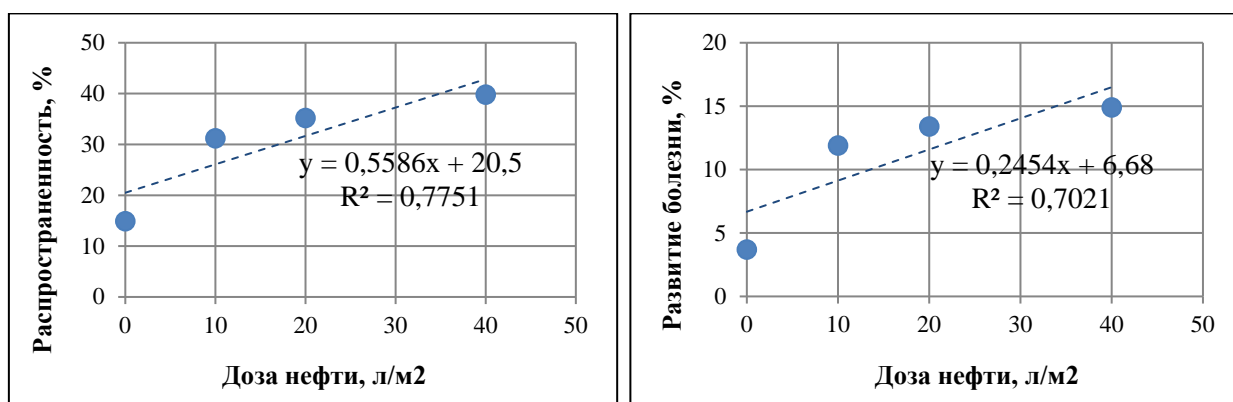 Распространенность, %
50
40
30
20
10
0
y = 0,5586x + 20,5
R² = 0,7751
0 10 20 30 40 50
Доза нефти, л/м2
Развитие болезни, %
20
15
10
5
0
y = 0,2454x + 6,68
R² = 0,7021
0 10 20 30 40 50
Доза нефти, л/м2